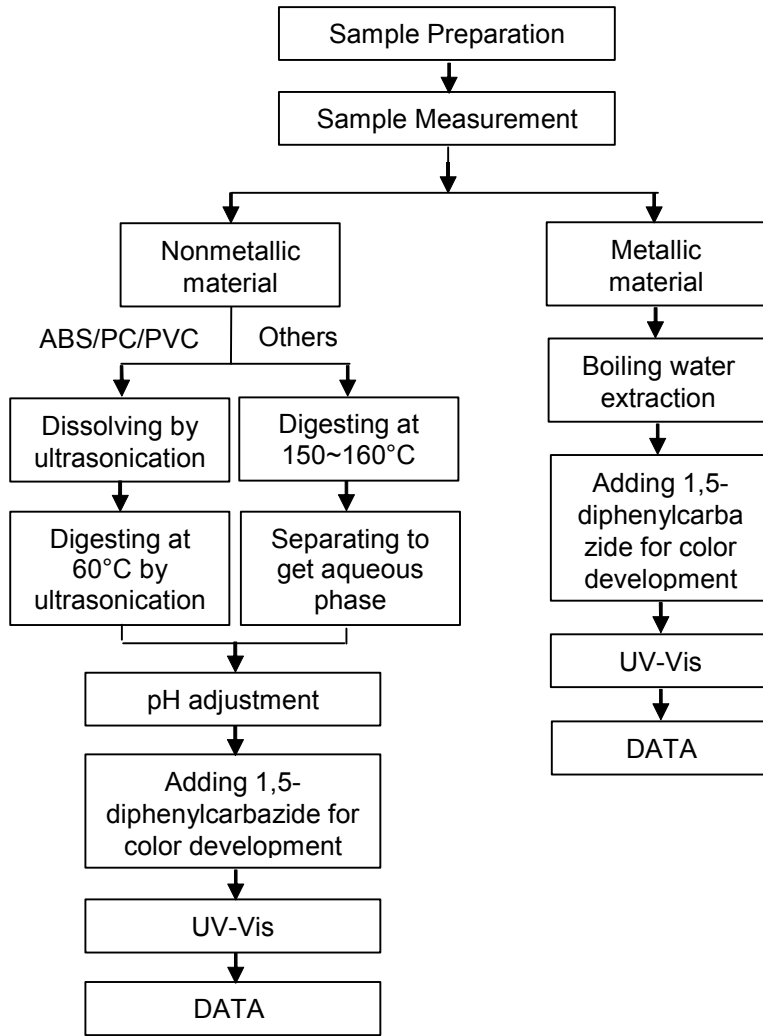 Sample Preparation
Sample Measurement
Nonmetallic
material
ABS/PC/PVC
Others
Dissolving by
ultrasonication
Digesting at
150~160°C
Digesting at
60°C by
ultrasonication
Separating to
get aqueous
phase
pH adjustment
Adding 1,5-
diphenylcarbazide for
color development
UV-Vis
DATA
Metallic
material
Boiling water
extraction
Adding 1,5-
diphenylcarba
zide for color
development
UV-Vis
DATA